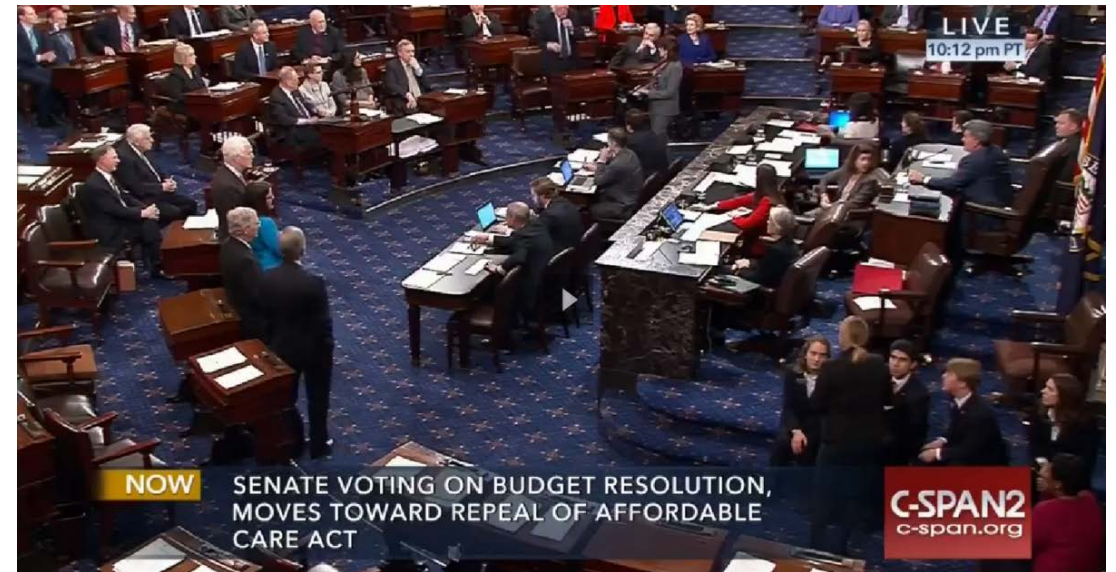 LIVE
10:12 pm PT
NOW
SENATE VOTING ON BUDGET RESOLUTION,
MOVES TOWARD REPEAL OF AFFORDABLE
CARE ACT
C-SPAN2
c-span.org